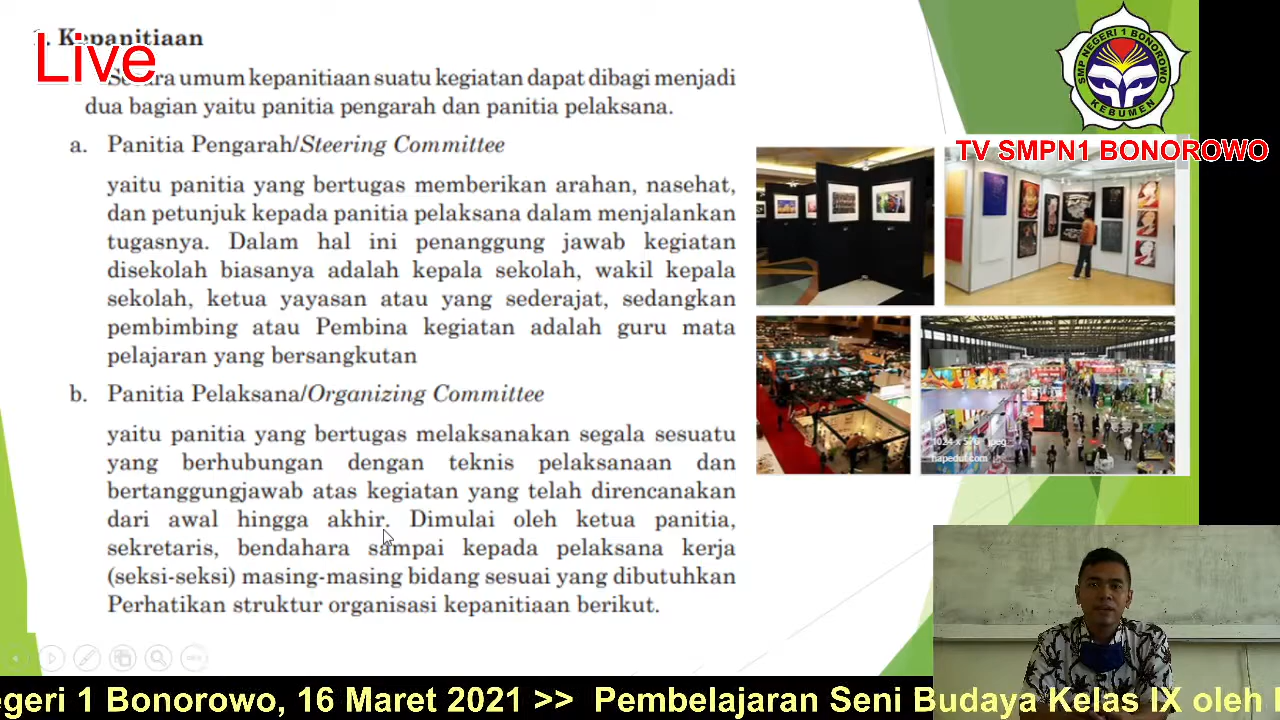 1. Kepanitiaan
Live
Secara umum kepanitiaan suatu kegiatan dapat dibagi menjadi
dua bagian yaitu panitia pengarah dan panitia pelaksana.
a. Panitia Pengarah/Steering Committee
yaitu panitia yang bertugas memberikan arahan, nasehat,
dan petunjuk kepada panitia pelaksana dalam menjalankan
tugasnya. Dalam hal ini penanggung jawab kegiatan
disekolah biasanya adalah kepala sekolah, wakil kepala
sekolah, ketua yayasan atau yang sederajat, sedangkan
pembimbing atau Pembina kegiatan adalah guru mata
pelajaran yang bersangkutan
b. Panitia Pelaksana/Organizing Committee
yaitu panitia yang bertugas melaksanakan segala sesuatu
yang berhubungan dengan teknis pelaksanaan dan
bertanggungjawab atas kegiatan yang telah direncanakan
dari awal hingga akhir. Dimulai oleh ketua panitia,
sekretaris, bendahara sampai kepada pelaksana kerja
(seksi-seksi) masing-masing bidang sesuai yang dibutuhkan
Perhatikan struktur organisasi kepanitiaan berikut.
SMP NEGERI 1 BONOROWO
KEBUMEN
TV SMPN1 BONOROWO
1024 x 576 jpeg
hapedul.com
egeri 1 Bonorowo, 16 Maret 2021 >> Pembelajaran Seni Budaya Kelas IX oleh